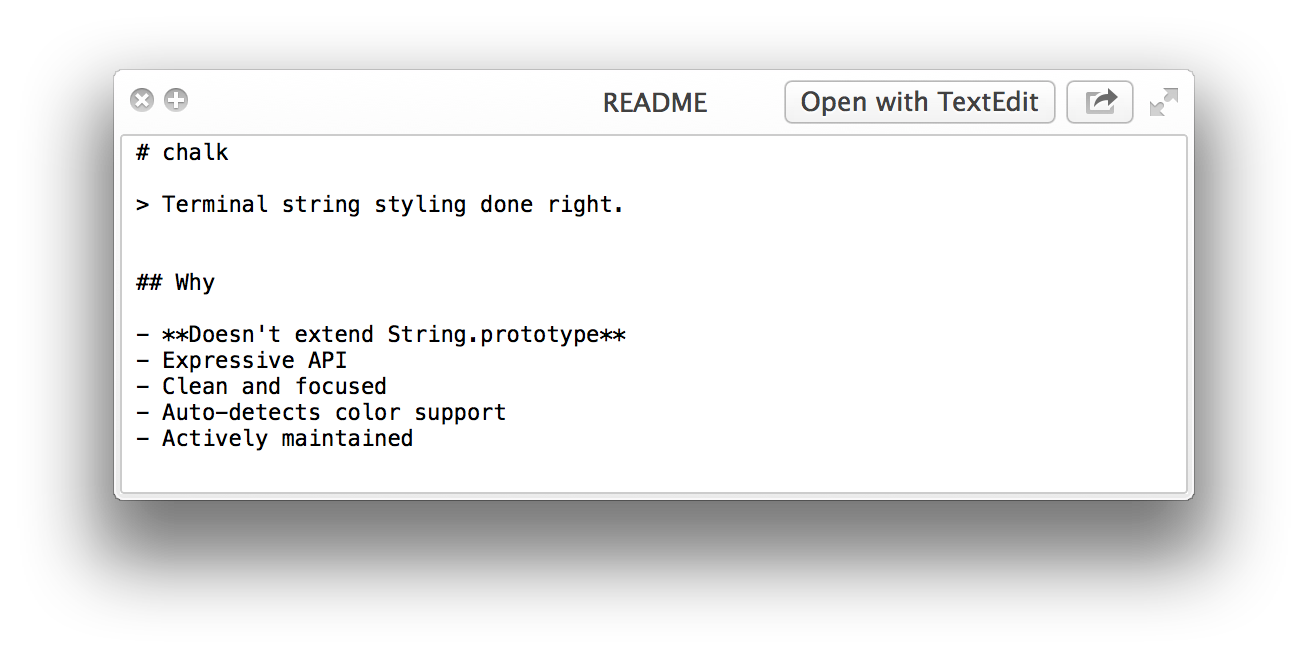 README
Open with TextEdit
# chalk
> Terminal string styling done right.
## Why
- **Doesn't extend String.prototype**
- Expressive API
- Clean and focused
- Auto-detects color support
- Actively maintained